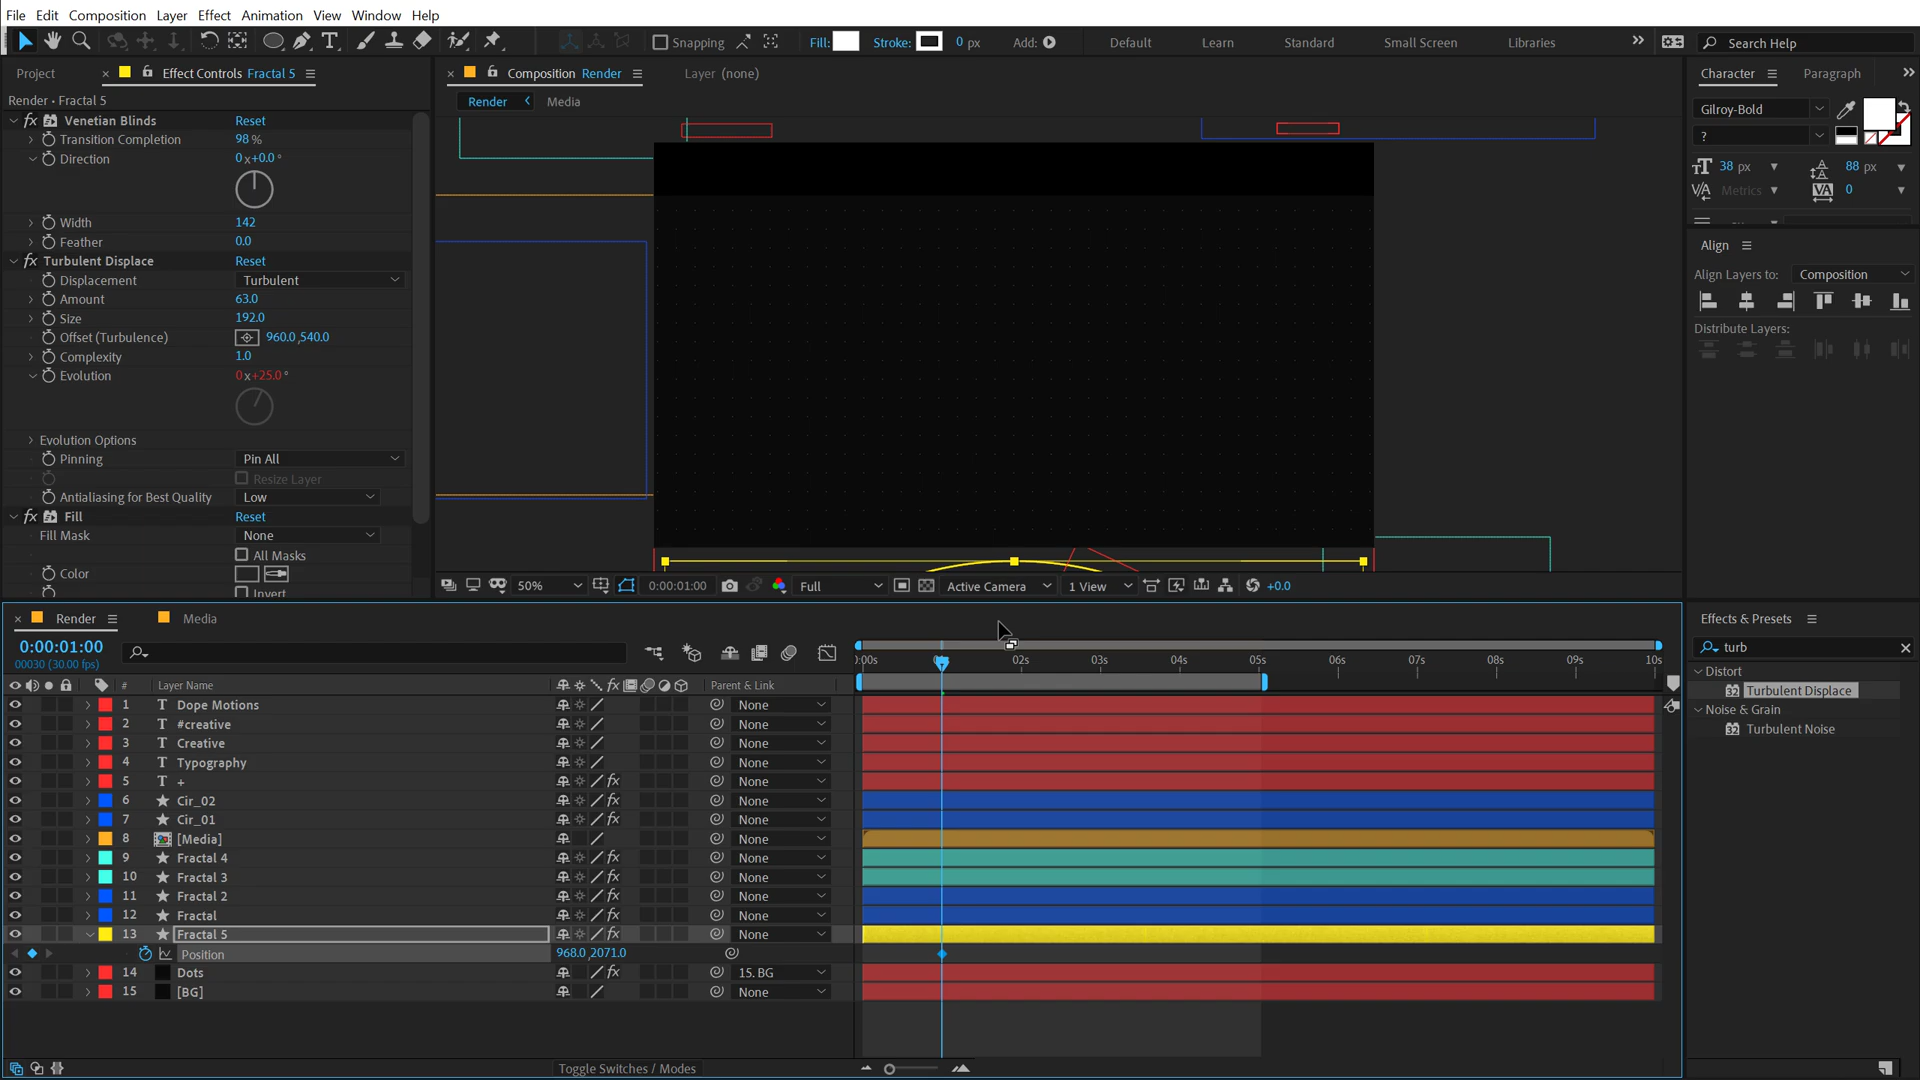 File Edit Composition Layer Effect Animation View Window Help
Snapping Fill: Stroke: 0 px Add: Default Learn Standard Small Screen Libraries Search Help
Project Effect Controls Fractal 5 Composition Render Layer (none) Character Paragraph
Render • Fractal 5 Render Media
Venetian Blinds Reset
Transition Completion 98 %
Direction 0 x+0.0 °
Width 142
Feather 0.0
Turbulent Displace Reset
Displacement Turbulent
Amount 63.0
Size 192.0
Offset (Turbulence) 960.0 ,540.0
Complexity 1.0
Evolution 0 x+25.0 °
Evolution Options
Pinning Pin All
Resize Layer
Antialiasing for Best Quality Low
Fill Reset
Fill Mask None
All Masks
Color
Invert
50% 0:00:01:00 Full Active Camera 1 View +0.0
Gilroy-Bold
?
38 px 88 px
Metrics 0
Align
Align Layers to: Composition
Distribute Layers:
Render Media
0:00:01:00
00030 (30.00 fps)
:00s 02s 03s 04s 05s 06s 07s 08s 09s 10s
# Layer Name Parent & Link
1 T Dope Motions None
2 T #creative None
3 T Creative None
4 T Typography None
5 T + fx None
6 Cir_02 fx None
7 Cir_01 fx None
8 [Media] None
9 Fractal 4 fx None
10 Fractal 3 fx None
11 Fractal 2 fx None
12 Fractal fx None
13 Fractal 5 fx None
Position 968.0 ,2071.0
14 Dots fx 15. BG
15 [BG] None
Toggle Switches / Modes
Effects & Presets
turb
Distort
32 Turbulent Displace
Noise & Grain
32 Turbulent Noise